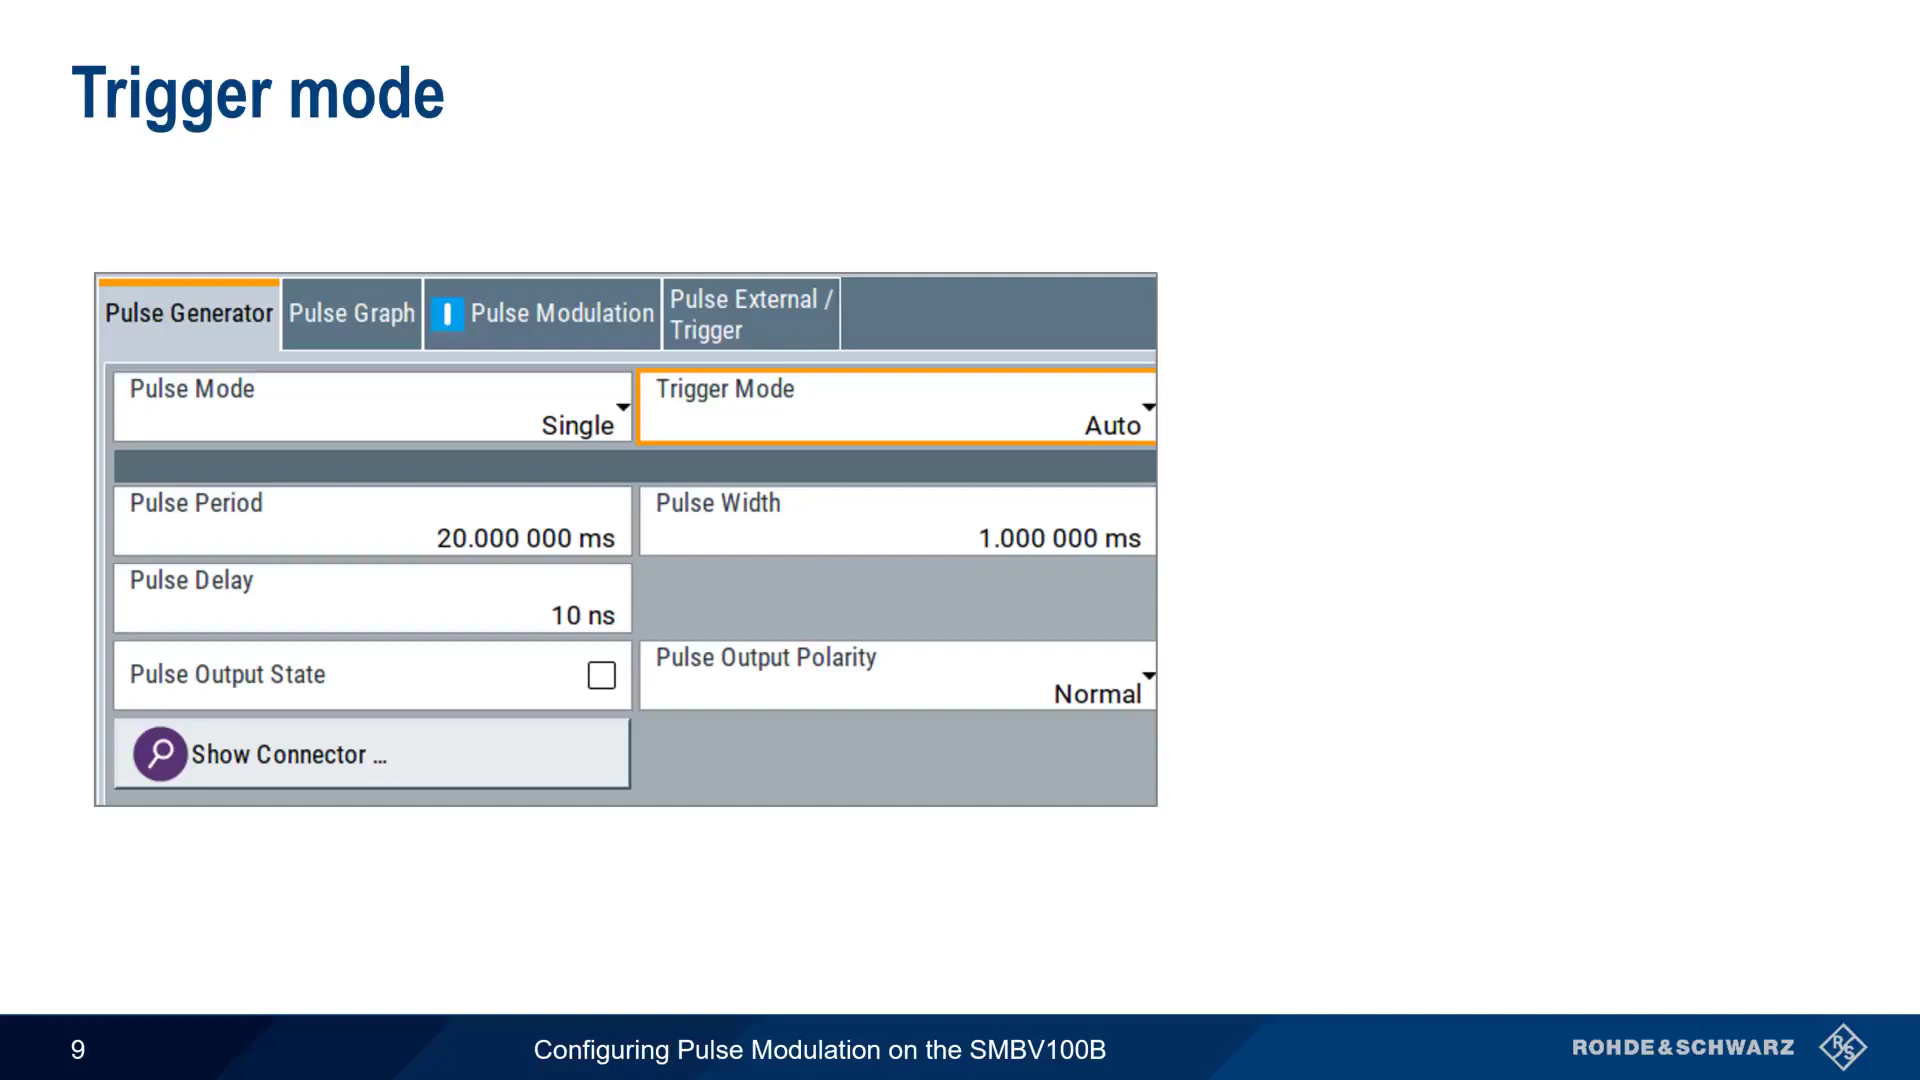 Trigger mode
Pulse Generator
Pulse Graph
Pulse Modulation
Pulse External /
Trigger
Pulse Mode
Single
Trigger Mode
Auto
Pulse Period
20.000 000 ms
Pulse Width
1.000 000 ms
Pulse Delay
10 ns
Pulse Output State
Pulse Output Polarity
Normal
Show Connector ...
9
Configuring Pulse Modulation on the SMBV100B
ROHDE&SCHWARZ
R&S